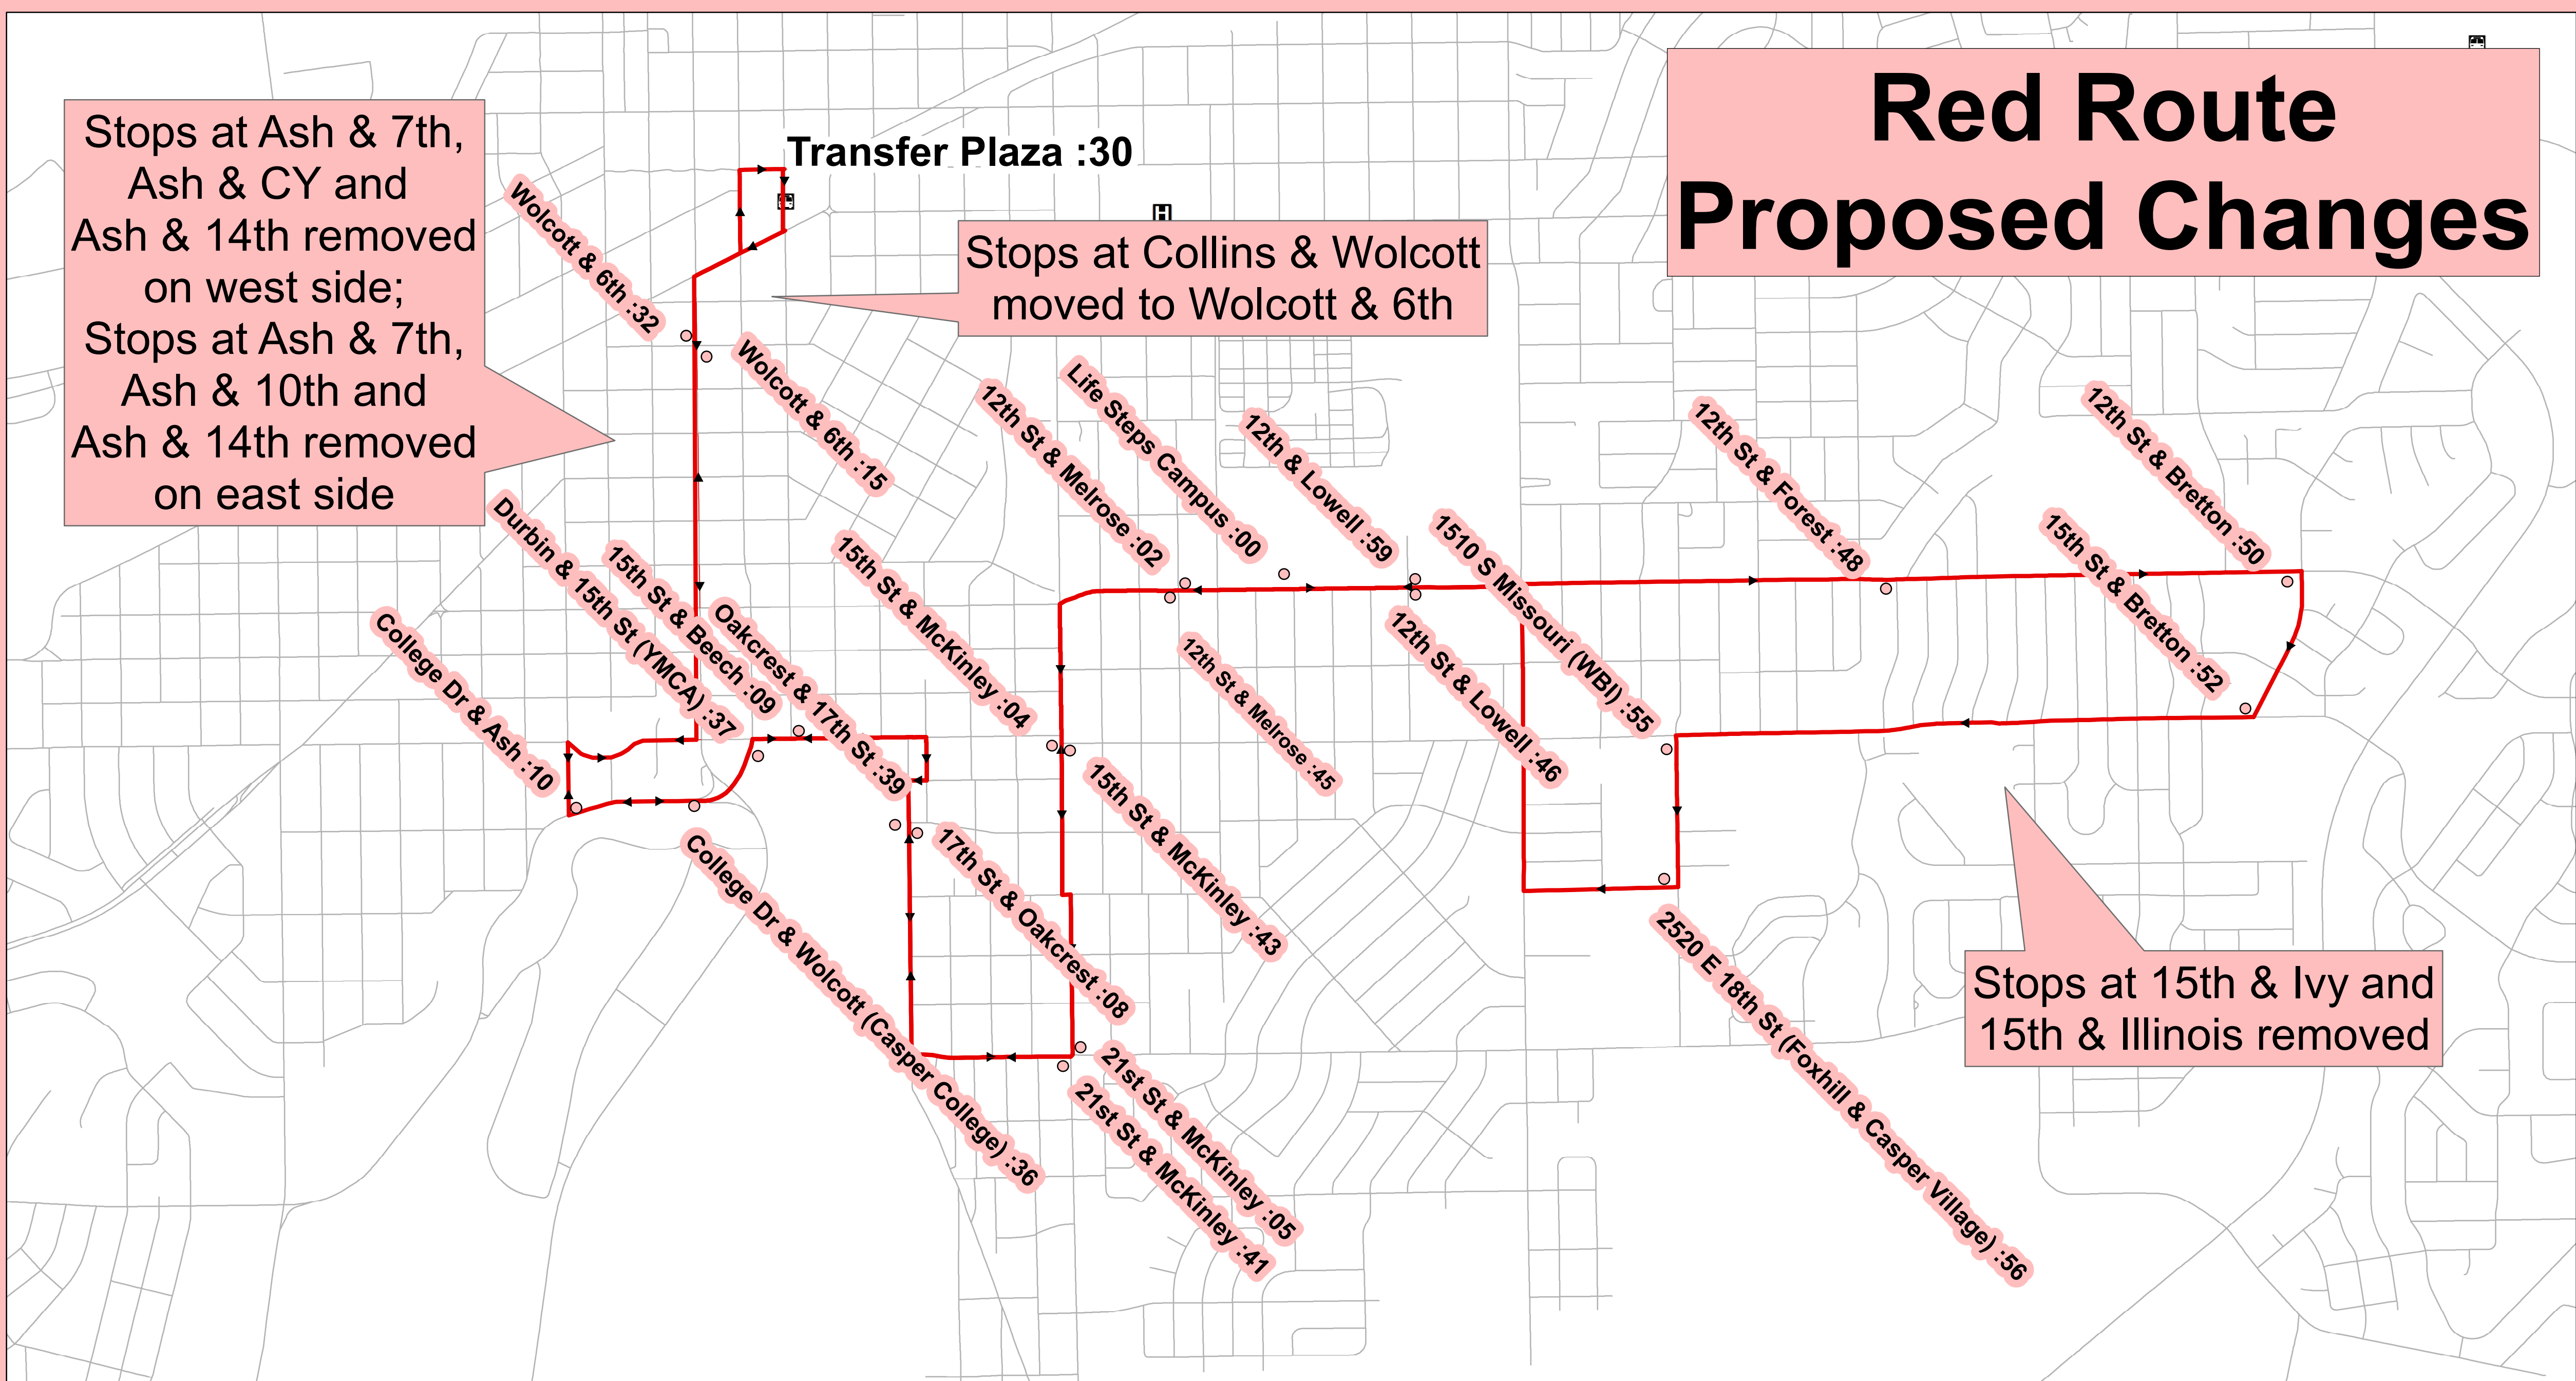 Red Route
Proposed Changes
Stops at Ash & 7th,
Ash & CY and
Ash & 14th removed
on west side;
Stops at Ash & 7th,
Ash & 10th and
Ash & 14th removed
on east side
Transfer Plaza :30
Stops at Collins & Wolcott
moved to Wolcott & 6th
H
Wolcott & 6th :32
Wolcott & 6th :15
12th St & Melrose :02
Life Steps Campus :00
12th & Lowell :59
1510 S Missouri (WBI) :55
12th St & Forest :48
12th St & Bretton :50
15th St & Bretton :52
Durbin & 15th St (YMCA) :37
15th St & Beech :09
Oakcrest & 17th St :39
15th St & McKinley :04
12th St & Melrose :45
12th St & Lowell :46
College Dr & Ash :10
15th St & McKinley :43
17th St & Oakcrest :08
College Dr & Wolcott (Casper College) :36
21st St & McKinley :05
21st St & McKinley :41
2520 E 18th St (Foxhill & Casper Village) :56
Stops at 15th & Ivy and
15th & Illinois removed